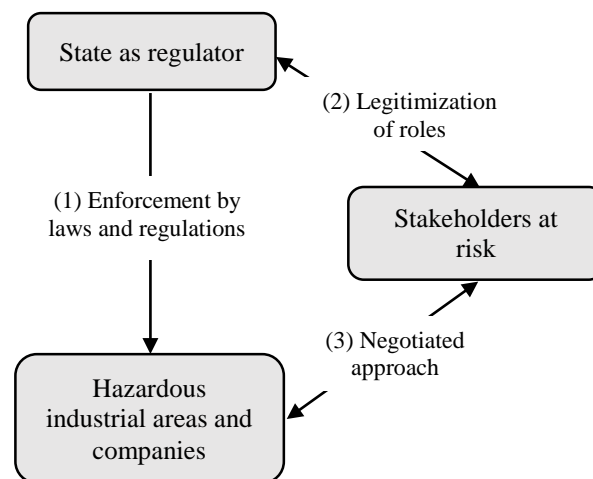 State as regulator
(2) Legitimization
of roles
(1) Enforcement by
laws and regulations
Stakeholders at
risk
(3) Negotiated
approach
Hazardous
industrial areas and
companies